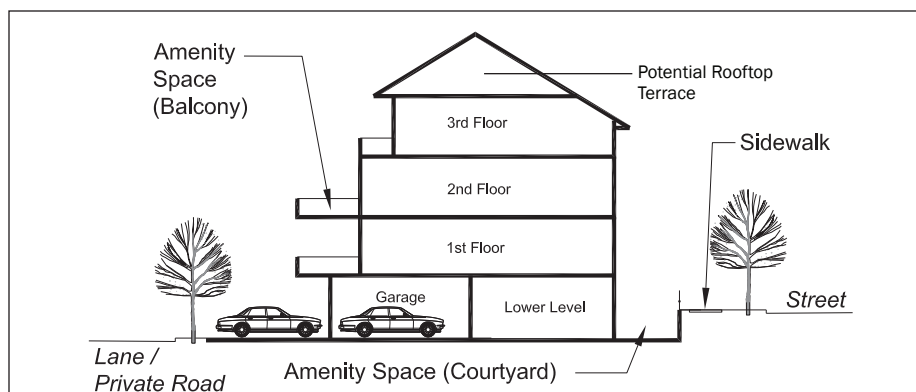 Amenity
Space
(Balcony)
Potential Rooftop
Terrace
3rd Floor
Sidewalk
2nd Floor
1st Floor
Garage
Lower Level
Street
Lane /
Private Road
Amenity Space (Courtyard)